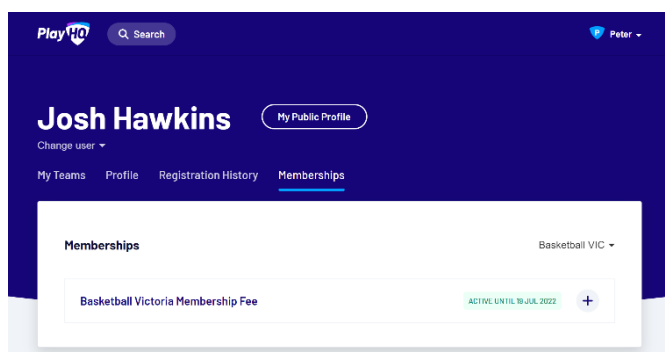 PlayHQ
Search
P Peter
Josh Hawkins
My Public Profile
Change user
My Teams Profile Registration History Memberships
Memberships Basketball VIC
Basketball Victoria Membership Fee ACTIVE UNTIL 19 JUL 2022 +